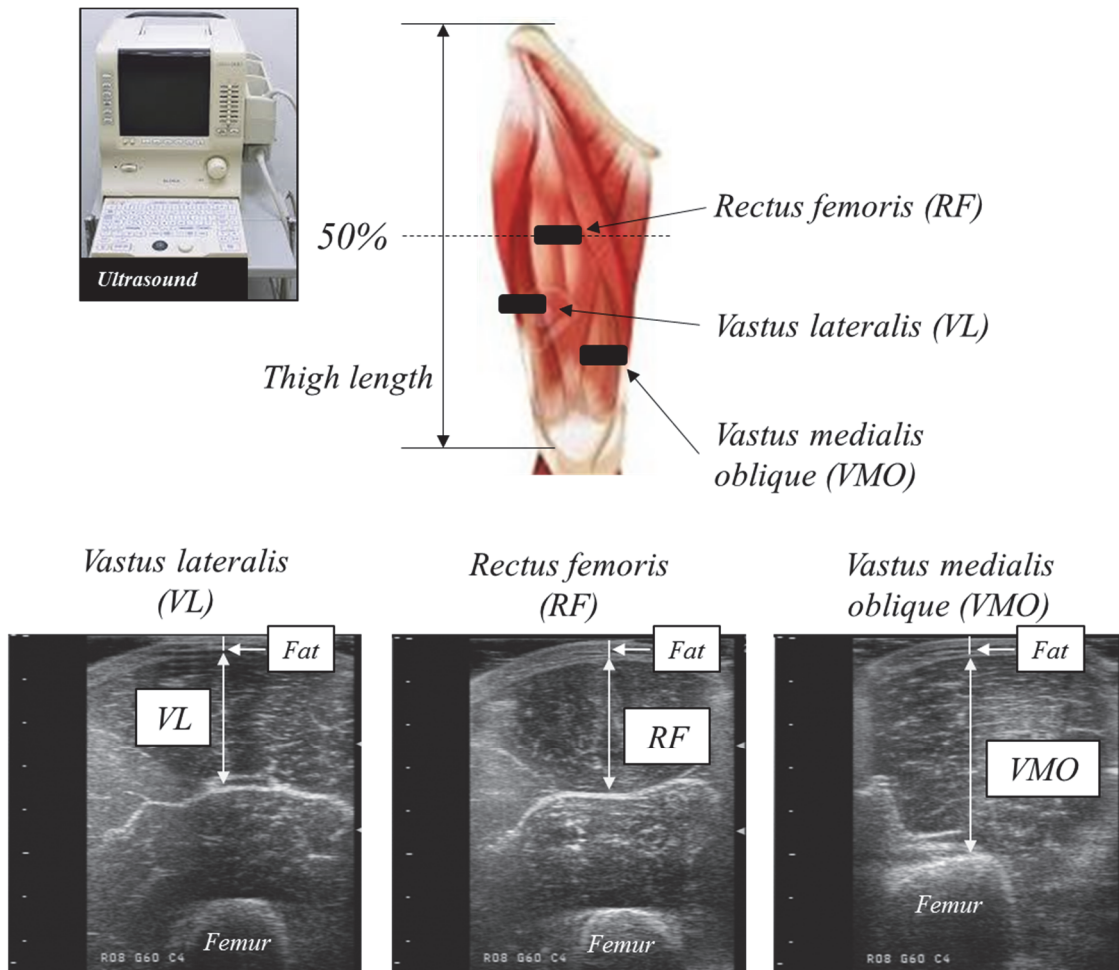 Ultrasound
50%
Thigh length
Rectus femoris (RF)
Vastus lateralis (VL)
Vastus medialis
oblique (VMO)
Vastus lateralis
(VL)
Rectus femoris
(RF)
Vastus medialis
oblique (VMO)
Fat
VL
Femur
R08 G60 C4
Fat
RF
Femur
R08 G60 C4
Fat
VMO
Femur
R08 G60 C4